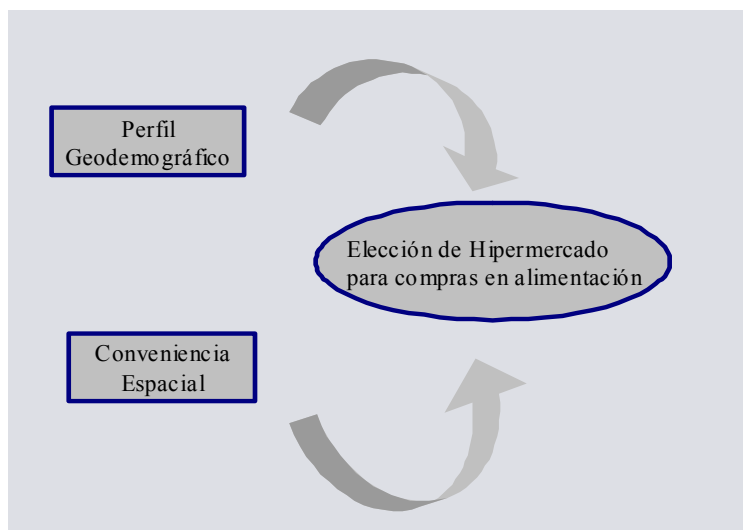 Perfil
Geodemográfico
Elección de Hipermercado
para compras en alimentación
Conveniencia
Espacial